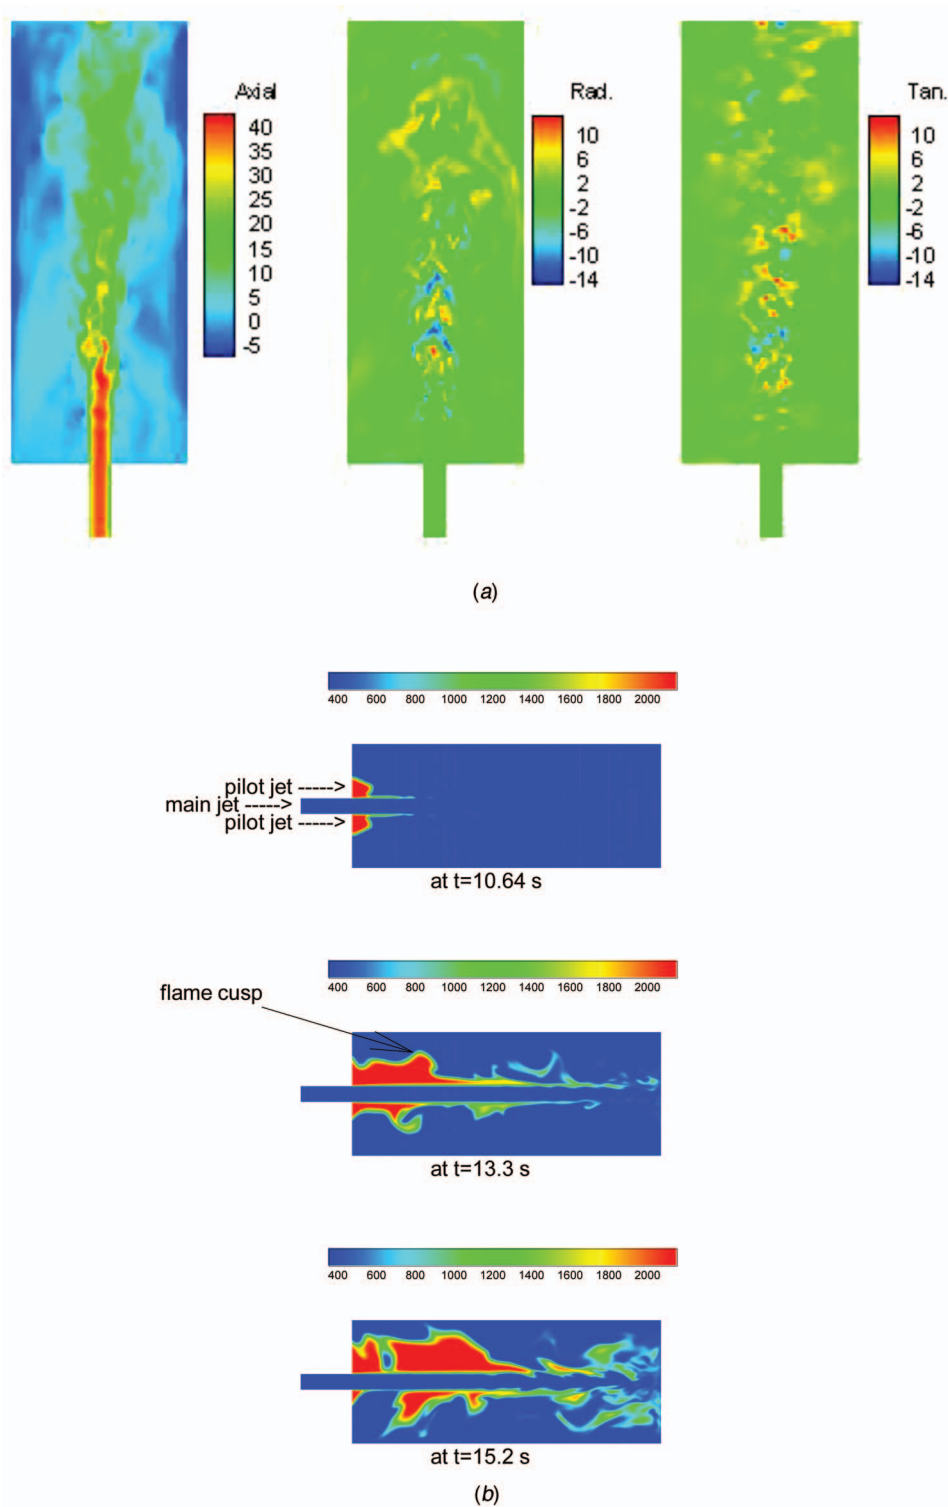 Axial
40
35
30
25
20
15
10
5
0
-5
Rad.
10
6
2
-2
-6
-10
-14
Tan.
10
6
2
-2
-6
-10
-14
(a)
400 600 800 1000 1200 1400 1600 1800 2000
pilot jet ----->
main jet ----->
pilot jet ----->
at t=10.64 s
400 600 800 1000 1200 1400 1600 1800 2000
flame cusp
at t=13.3 s
400 600 800 1000 1200 1400 1600 1800 2000
at t=15.2 s
(b)